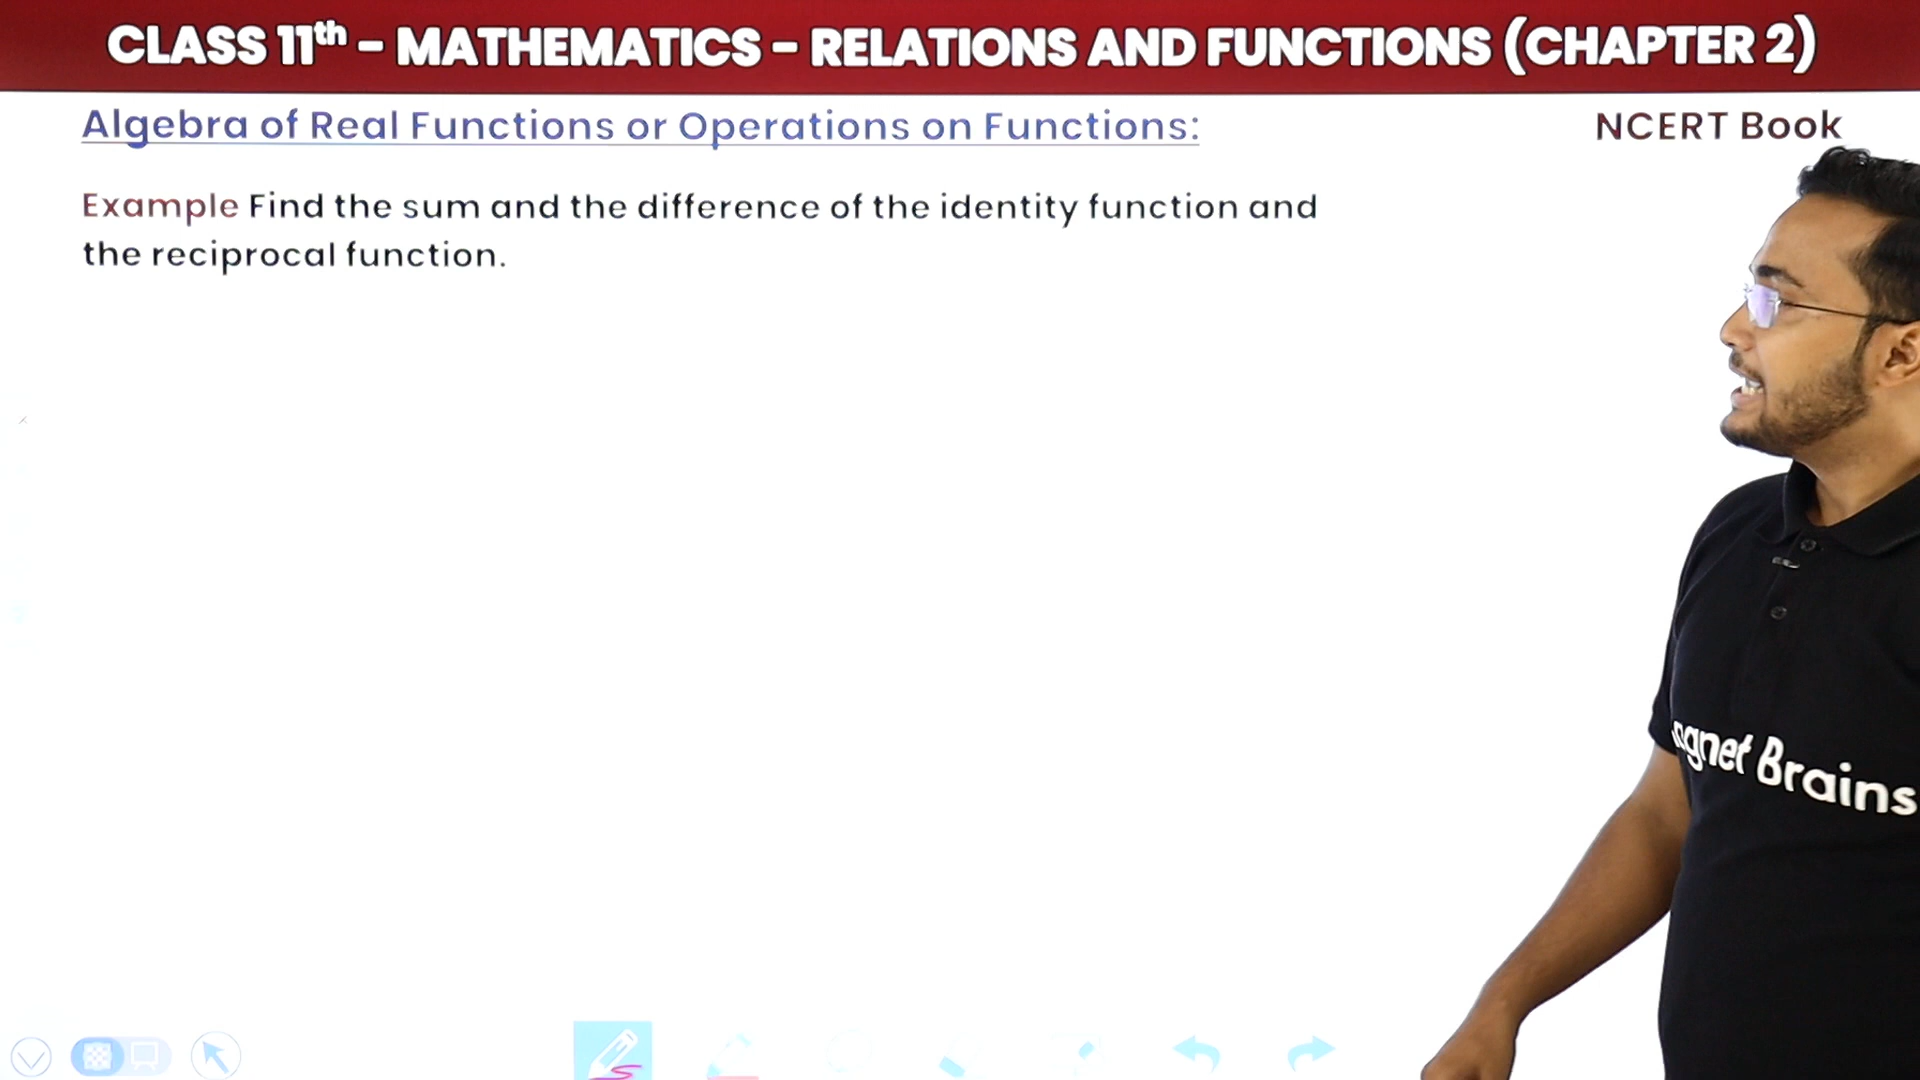 CLASS 11th – MATHEMATICS – RELATIONS AND FUNCTIONS (CHAPTER 2)
Algebra of Real Functions or Operations on Functions:
NCERT Book
Example Find the sum and the difference of the identity function and
the reciprocal function.
agnet Brains